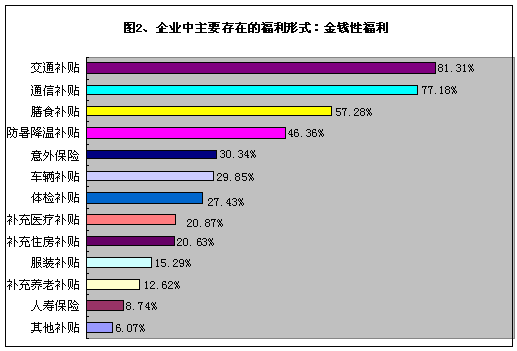 图2、企业中主要存在的福利形式：金钱性福利
交通补贴 81.31%
通信补贴 77.18%
膳食补贴 57.28%
防暑降温补贴 46.36%
意外保险 30.34%
车辆补贴 29.85%
体检补贴 27.43%
补充医疗补贴 20.87%
补充住房补贴 20.63%
服装补贴 15.29%
补充养老补贴 12.62%
人寿保险 8.74%
其他补贴 6.07%